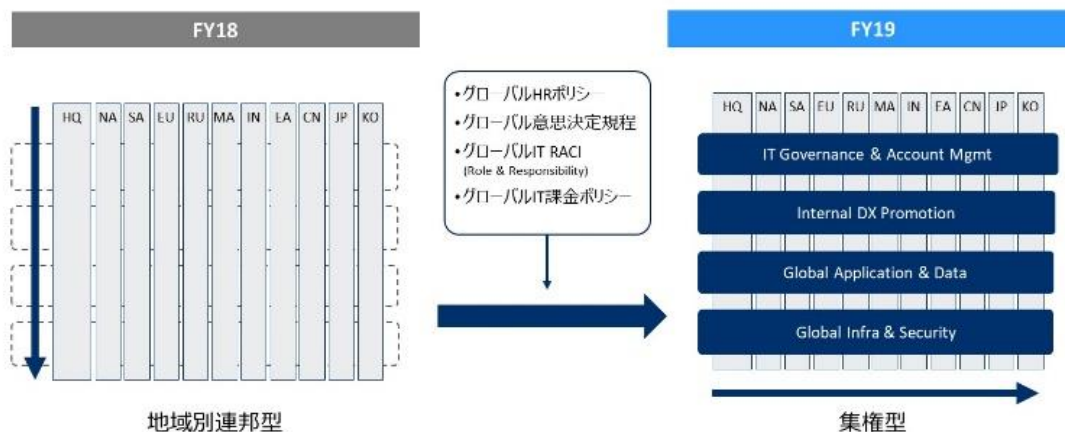 FY18
FY19
HQ NA SA EU RU MA IN EA CN JP KO
•グローバルHRポリシー
•グローバル意思決定規程
•グローバルIT RACI
(Role & Responsibility)
•グローバルIT課金ポリシー
HQ NA SA EU RU MA IN EA CN JP KO
IT Governance & Account Mgmt
Internal DX Promotion
Global Application & Data
Global Infra & Security
地域別連邦型
集権型